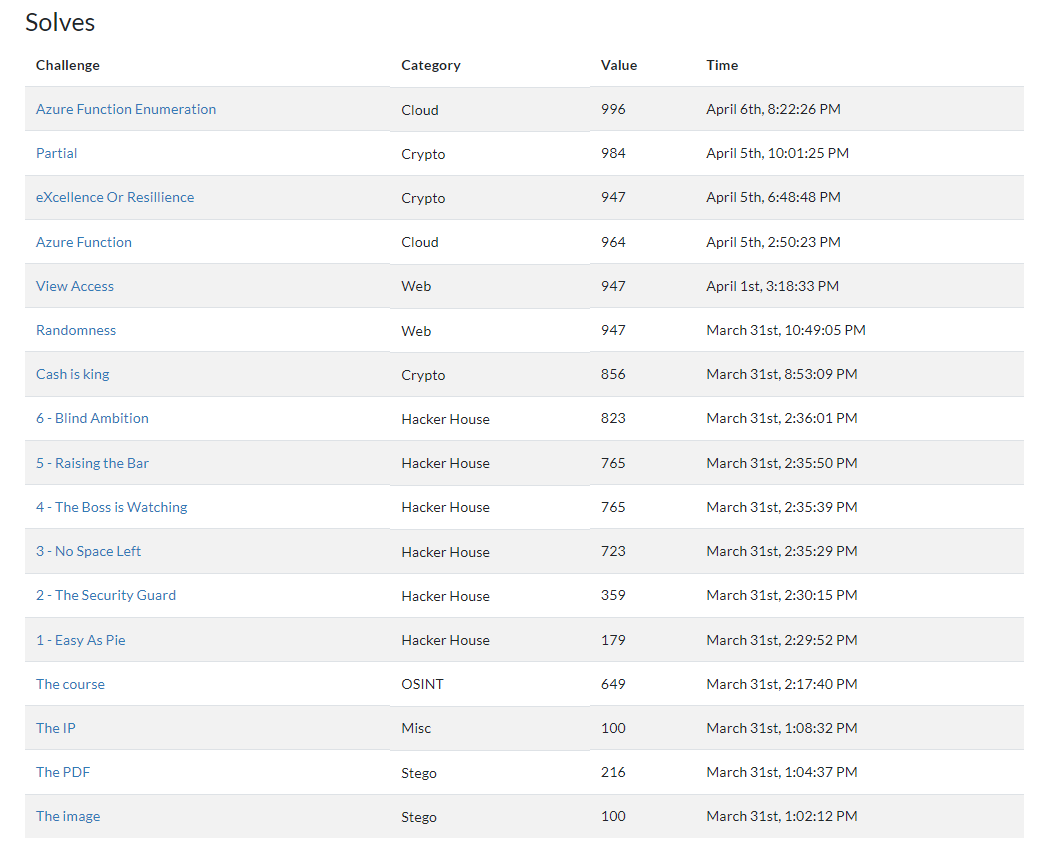 Solves
Challenge Category Value Time
Azure Function Enumeration Cloud 996 April 6th, 8:22:26 PM
Partial Crypto 984 April 5th, 10:01:25 PM
eXcellence Or Resillience Crypto 947 April 5th, 6:48:48 PM
Azure Function Cloud 964 April 5th, 2:50:23 PM
View Access Web 947 April 1st, 3:18:33 PM
Randomness Web 947 March 31st, 10:49:05 PM
Cash is king Crypto 856 March 31st, 8:53:09 PM
6 - Blind Ambition Hacker House 823 March 31st, 2:36:01 PM
5 - Raising the Bar Hacker House 765 March 31st, 2:35:50 PM
4 - The Boss is Watching Hacker House 765 March 31st, 2:35:39 PM
3 - No Space Left Hacker House 723 March 31st, 2:35:29 PM
2 - The Security Guard Hacker House 359 March 31st, 2:30:15 PM
1 - Easy As Pie Hacker House 179 March 31st, 2:29:52 PM
The course OSINT 649 March 31st, 2:17:40 PM
The IP Misc 100 March 31st, 1:08:32 PM
The PDF Stego 216 March 31st, 1:04:37 PM
The image Stego 100 March 31st, 1:02:12 PM